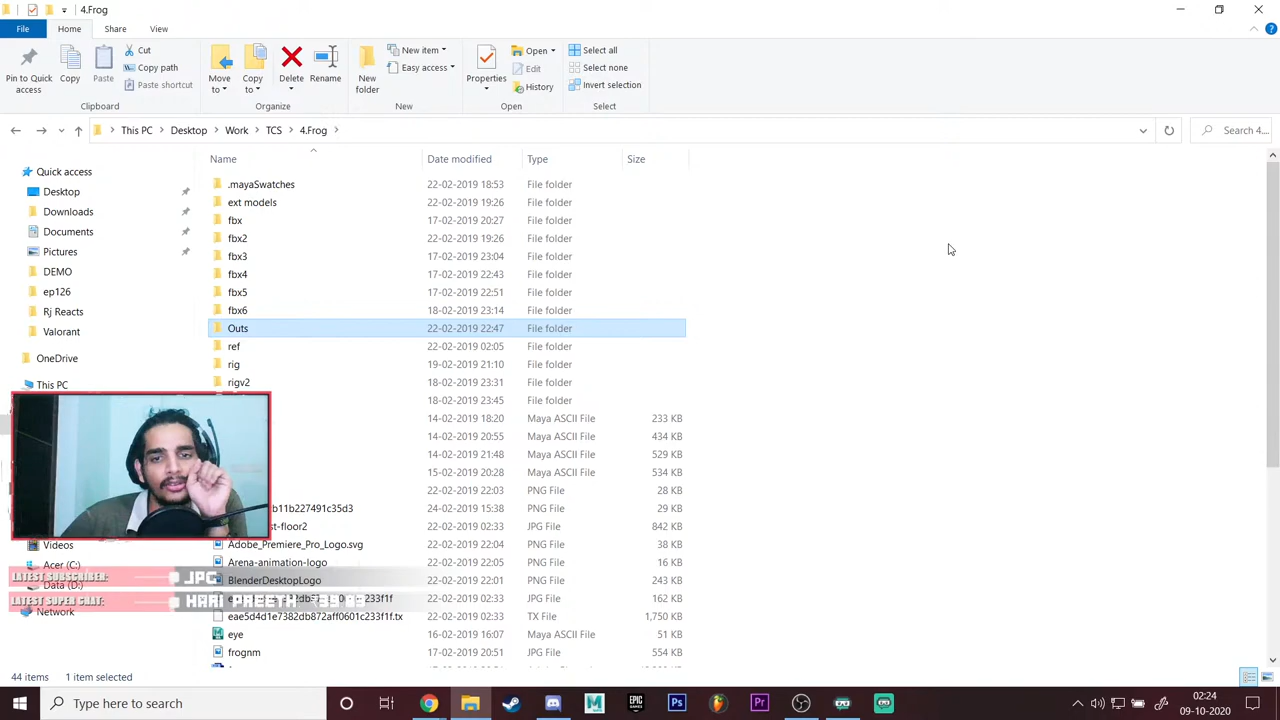 4.Frog
File Home Share View
Pin to Quick access
Copy
Paste
Cut
Copy path
Paste shortcut
Clipboard
Move to
Copy to
Delete
Rename
Organize
New folder
New item
Easy access
New
Properties
Open
Edit
History
Open
Select all
Select none
Invert selection
Select
This PC > Desktop > Work > TCS > 4.Frog >
Search 4....
Quick access
Desktop
Downloads
Documents
Pictures
DEMO
ep126
Rj Reacts
Valorant
OneDrive
This PC
Videos
Acer (C:)
Data (D:)
Network
Name Date modified Type Size
.mayaSwatches 22-02-2019 18:53 File folder
ext models 22-02-2019 19:26 File folder
fbx 17-02-2019 20:27 File folder
fbx2 22-02-2019 19:26 File folder
fbx3 17-02-2019 23:04 File folder
fbx4 17-02-2019 22:43 File folder
fbx5 17-02-2019 22:51 File folder
fbx6 18-02-2019 23:14 File folder
Outs 22-02-2019 22:47 File folder
ref 22-02-2019 02:05 File folder
rig 19-02-2019 21:10 File folder
rigv2 18-02-2019 23:31 File folder
18-02-2019 23:45 File folder
14-02-2019 18:20 Maya ASCII File 233 KB
14-02-2019 20:55 Maya ASCII File 434 KB
14-02-2019 21:48 Maya ASCII File 529 KB
15-02-2019 20:28 Maya ASCII File 534 KB
22-02-2019 22:03 PNG File 28 KB
b11b227491c35d3 24-02-2019 15:38 PNG File 29 KB
st-floor2 22-02-2019 02:33 JPG File 842 KB
Adobe_Premiere_Pro_Logo.svg 22-02-2019 22:04 PNG File 38 KB
Arena-animation-logo 22-02-2019 22:05 PNG File 16 KB
BlenderDesktopLogo 22-02-2019 22:01 PNG File 243 KB
22-02-2019 02:33 JPG File 162 KB
eae5d4d1e7382db872aff0601c233f1f.tx 22-02-2019 02:33 TX File 1,750 KB
eye 16-02-2019 16:07 Maya ASCII File 51 KB
frognm 17-02-2019 20:51 JPG File 554 KB
LATEST SUBSCRIBER: JPG
LATEST SUPER CHAT: HARI PREETH ₹39.09
44 items 1 item selected
Type here to search
02:24
09-10-2020